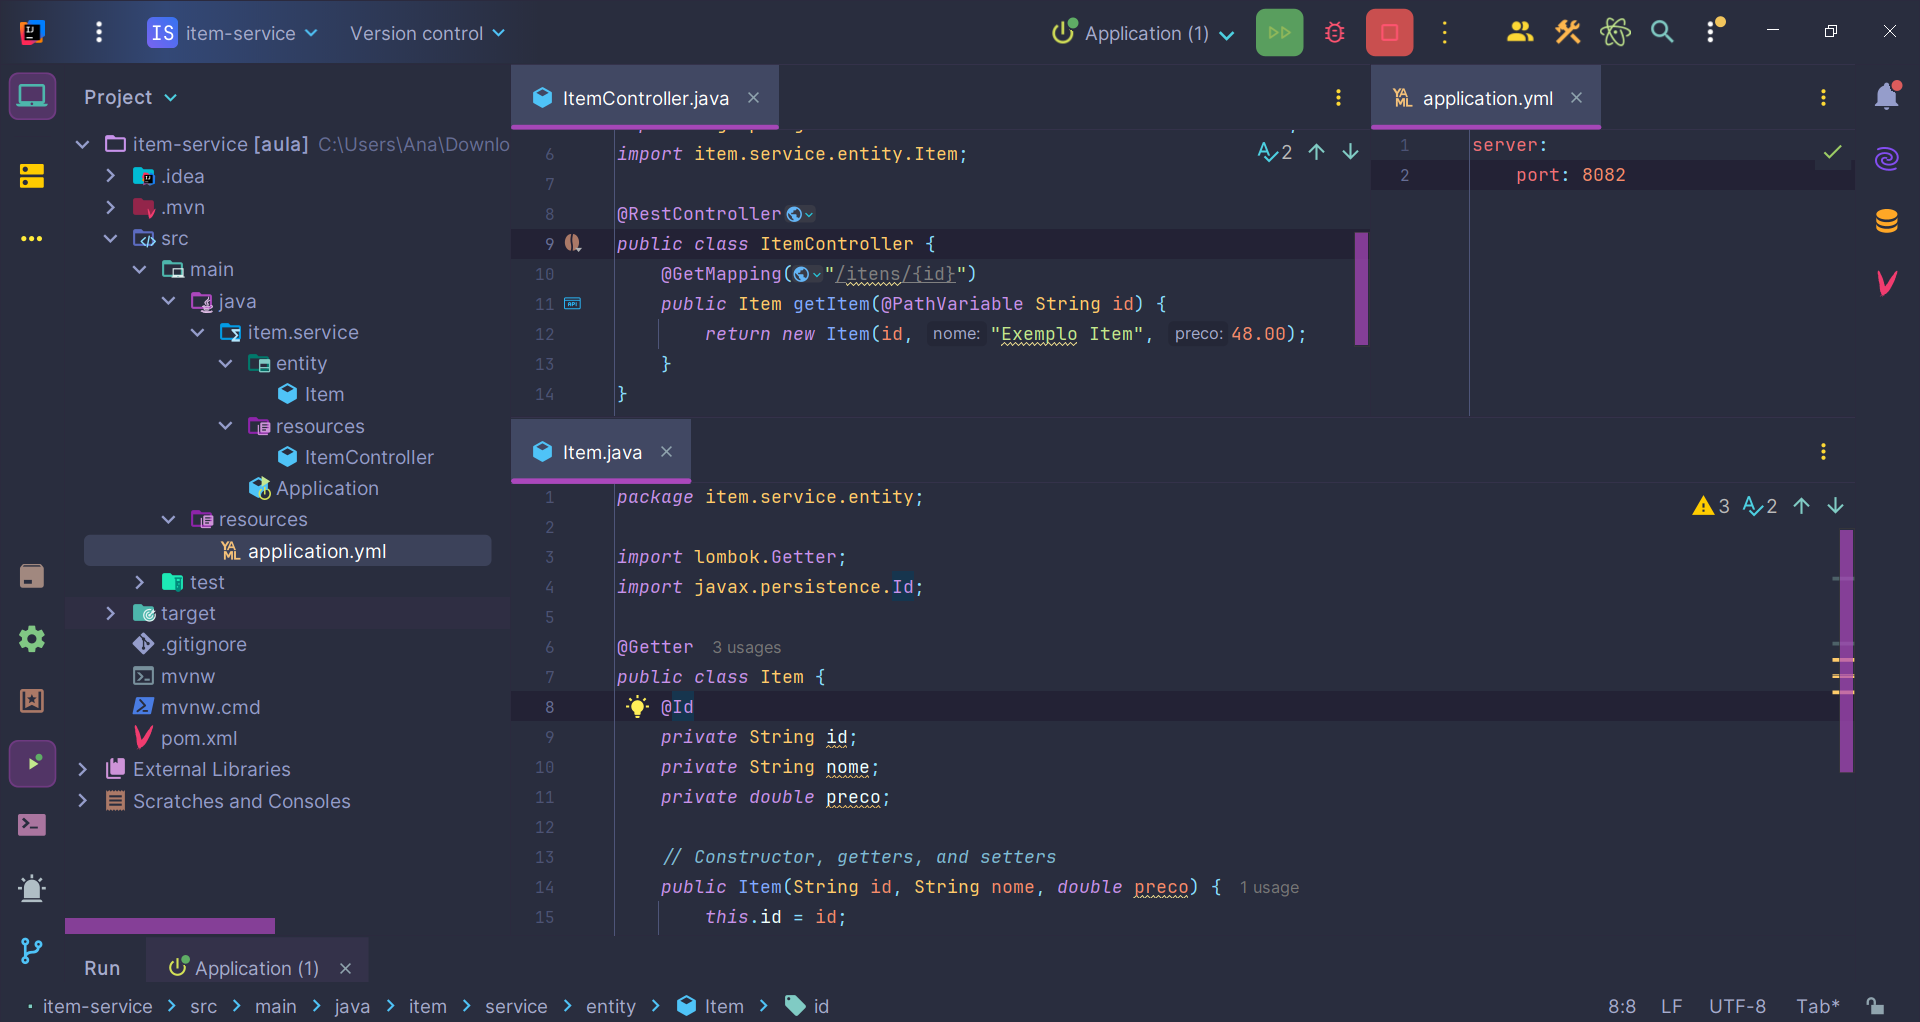 IS item-service
Version control
Application (1)
Project
item-service [aula] C:\Users\Ana\Downlo
.idea
.mvn
src
main
java
item.service
entity
Item
resources
ItemController
Application
resources
application.yml
test
target
.gitignore
mvnw
mvnw.cmd
pom.xml
External Libraries
Scratches and Consoles
ItemController.java
2
6 import item.service.entity.Item;
7
8 @RestController
9 public class ItemController {
10 @GetMapping("/itens/{id}")
11 public Item getItem(@PathVariable String id) {
12 return new Item(id, nome: "Exemplo Item", preco: 48.00);
13 }
14 }
application.yml
1 server:
2 port: 8082
Item.java
3 2
1 package item.service.entity;
2
3 import lombok.Getter;
4 import javax.persistence.Id;
5
6 @Getter 3 usages
7 public class Item {
8 @Id
9 private String id;
10 private String nome;
11 private double preco;
12
13 // Constructor, getters, and setters
14 public Item(String id, String nome, double preco) { 1 usage
15 this.id = id;
Run Application (1)
item-service src main java item service entity Item id
8:8 LF UTF-8 Tab*